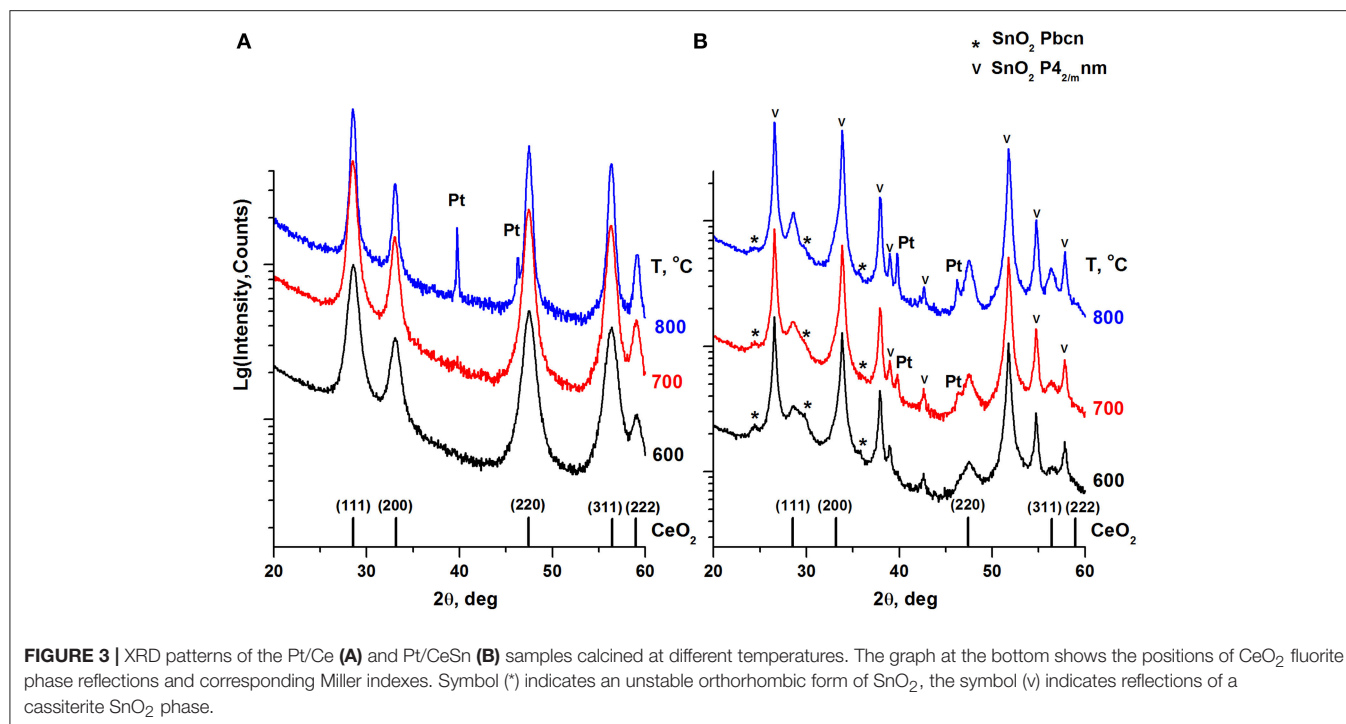 A
Lg(Intensity,Counts)
Pt
Pt
T, °C
800
700
600
(111) (200) (220) (311) (222)
CeO₂
20 30 40 50 60
2θ, deg
B
* SnO₂ Pbcn
v SnO₂ P4₂/ₘnm
v v v
v v Pt v Pt v v
* * *
T, °C
800
* * * v Pt v Pt v v
700
* * *
600
(111) (200) (220) (311) (222)
CeO₂
20 30 40 50 60
2θ, deg
FIGURE 3 | XRD patterns of the Pt/Ce (A) and Pt/CeSn (B) samples calcined at different temperatures. The graph at the bottom shows the positions of CeO₂ fluorite
phase reflections and corresponding Miller indexes. Symbol (*) indicates an unstable orthorhombic form of SnO₂, the symbol (v) indicates reflections of a
cassiterite SnO₂ phase.